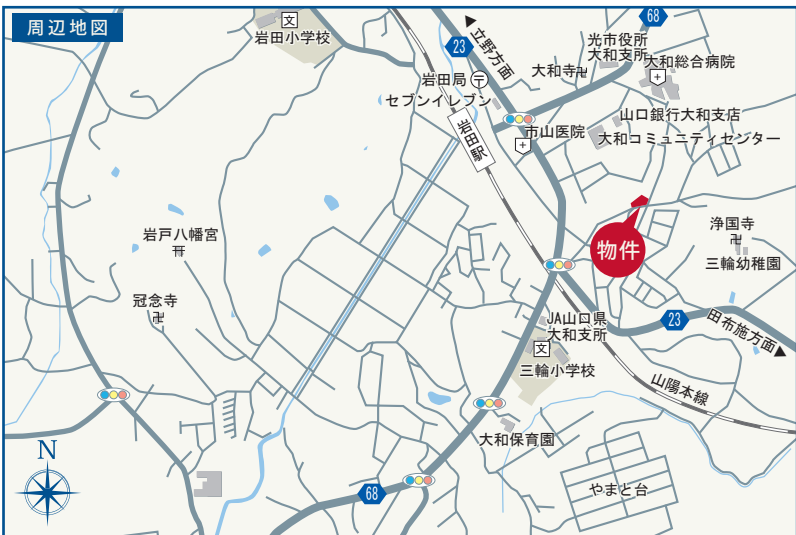 周辺地図
岩田小学校
23
▲立野方面
68
光市役所
大和支所
大和総合病院
大和寺卍
岩田局〒
セブンイレブン
山口銀行大和支店
市山医院
大和コミュニティセンター
岩田駅
岩戸八幡宮
物件
浄国寺
卍
三輪幼稚園
冠念寺
卍
JA山口県
大和支所
文
文
三輪小学校
23
田布施方面▶
山陽本線
大和保育園
やまと台
68
N